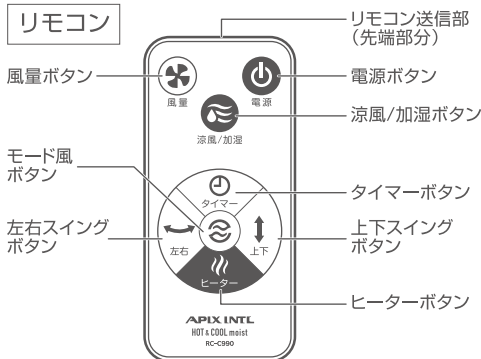 リモコン
リモコン送信部
（先端部分）
風量ボタン
電源ボタン
風量
電源
涼風/加湿ボタン
涼風/加湿
モード風
ボタン
タイマー
タイマーボタン
左右スイング
ボタン
左右
上下
上下スイング
ボタン
ヒーター
ヒーターボタン
APIX INTL
HOT & COOL moist
RC-C990